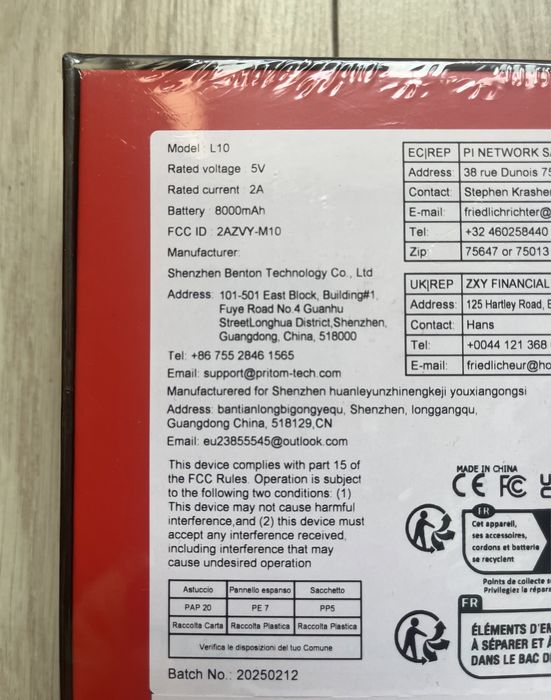 Model : L10
Rated voltage : 5V
Rated current : 2A
Battery : 8000mAh
FCC ID : 2AZVY-M10
Manufacturer:
Shenzhen Benton Technology Co., Ltd
Address: 101-501 East Block, Building#1,
Fuye Road No.4 Guanhu
StreetLonghua District,Shenzhen,
Guangdong, China, 518000
Tel: +86 755 2846 1565
Email: support@pritom-tech.com
Manufacturered for Shenzhen huanleyunzhinengkeji youxiangongsi
Address: bantianlongbigongyequ, Shenzhen, longgangqu,
Guangdong China, 518129,CN
Email: eu23855545@outlook.com
This device complies with part 15 of
the FCC Rules. Operation is subject
to the following two conditions: (1)
This device may not cause harmful
interference,and (2) this device must
accept any interference received,
including interference that may
cause undesired operation
Astuccio Pannello espanso Sacchetto
PAP 20 PE 7 PP5
Raccolta Carta Raccolta Plastica Raccolta Plastica
Verifica le disposizioni del tuo Comune
Batch No.: 20250212
EC|REP PI NETWORK
Address: 38 rue Dunois
Contact: Stephen
E-mail: friedlichrichter@
Tel: +32 460258440
Zip: 75647 or 75013
UK|REP ZXY FINANCIAL
Address: 125 Hartley Road,
Contact: Hans
Tel: +0044 121 368
E-mail:
MADE IN CHINA
CE FC
FR
Cet appareil,
ses accessoires,
cordons et batterie
se recyclent
Points de collecte
Privilegiez la
FR
ÉLÉMENTS
À SÉPARER ET
DANS LE BAC